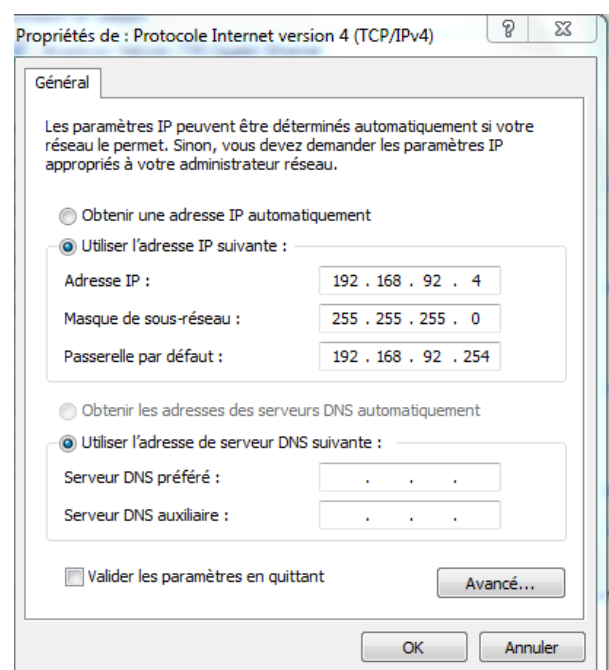 Propriétés de : Protocole Internet version 4 (TCP/IPv4)
Général
Les paramètres IP peuvent être déterminés automatiquement si votre
réseau le permet. Sinon, vous devez demander les paramètres IP
appropriés à votre administrateur réseau.
Obtenir une adresse IP automatiquement
Utiliser l'adresse IP suivante :
Adresse IP : 192 . 168 . 92 . 4
Masque de sous-réseau : 255 . 255 . 255 . 0
Passerelle par défaut : 192 . 168 . 92 . 254
Obtenir les adresses des serveurs DNS automatiquement
Utiliser l'adresse de serveur DNS suivante :
Serveur DNS préféré : . . .
Serveur DNS auxiliaire : . . .
Valider les paramètres en quittant
Avancé...
OK Annuler